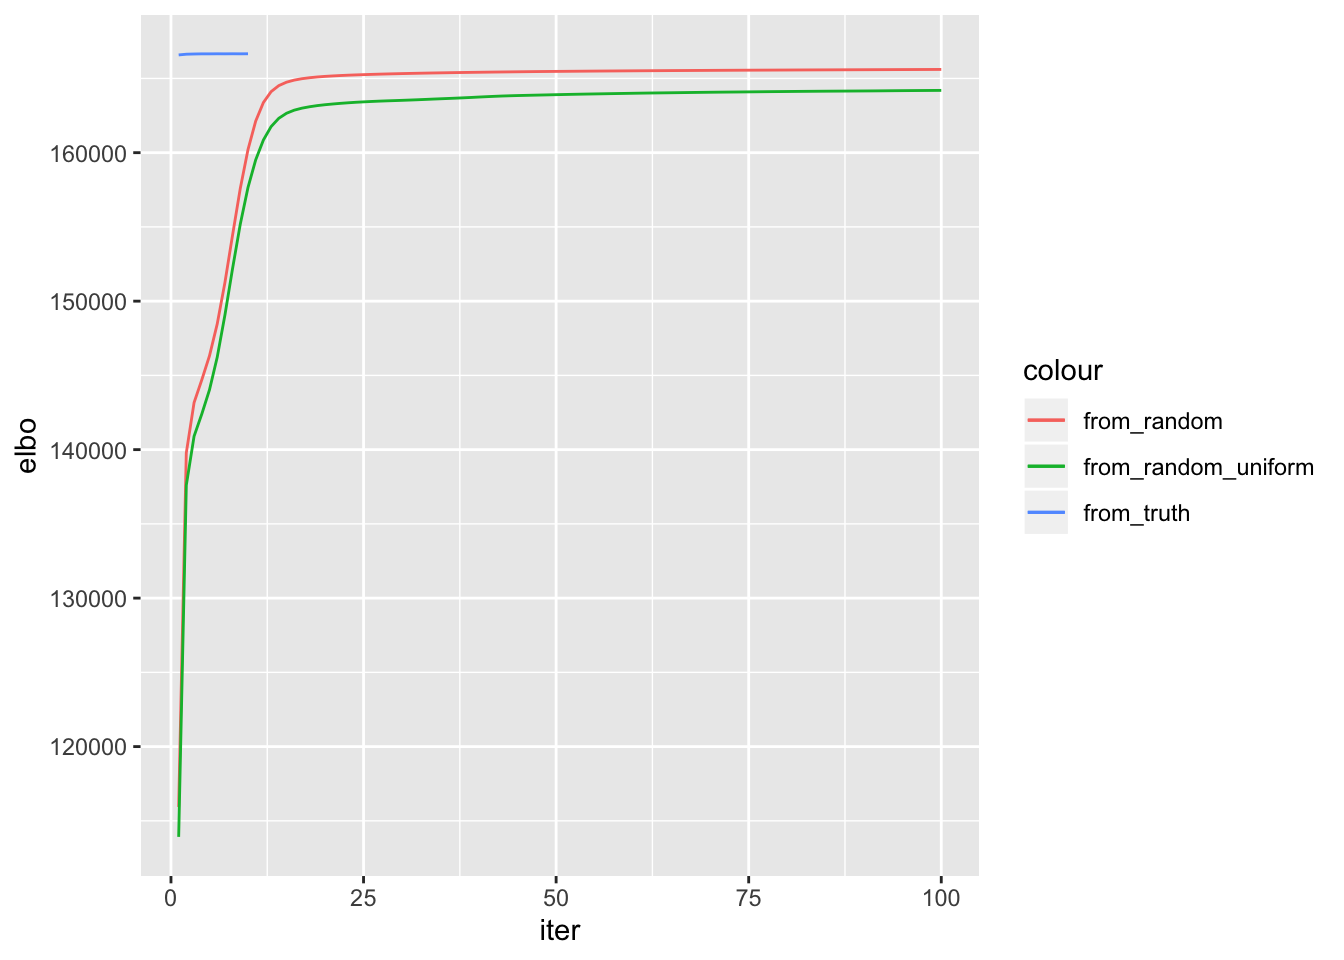 160000
150000
140000
130000
120000
elbo
0 25 50 75 100
iter
colour
from_random
from_random_uniform
from_truth